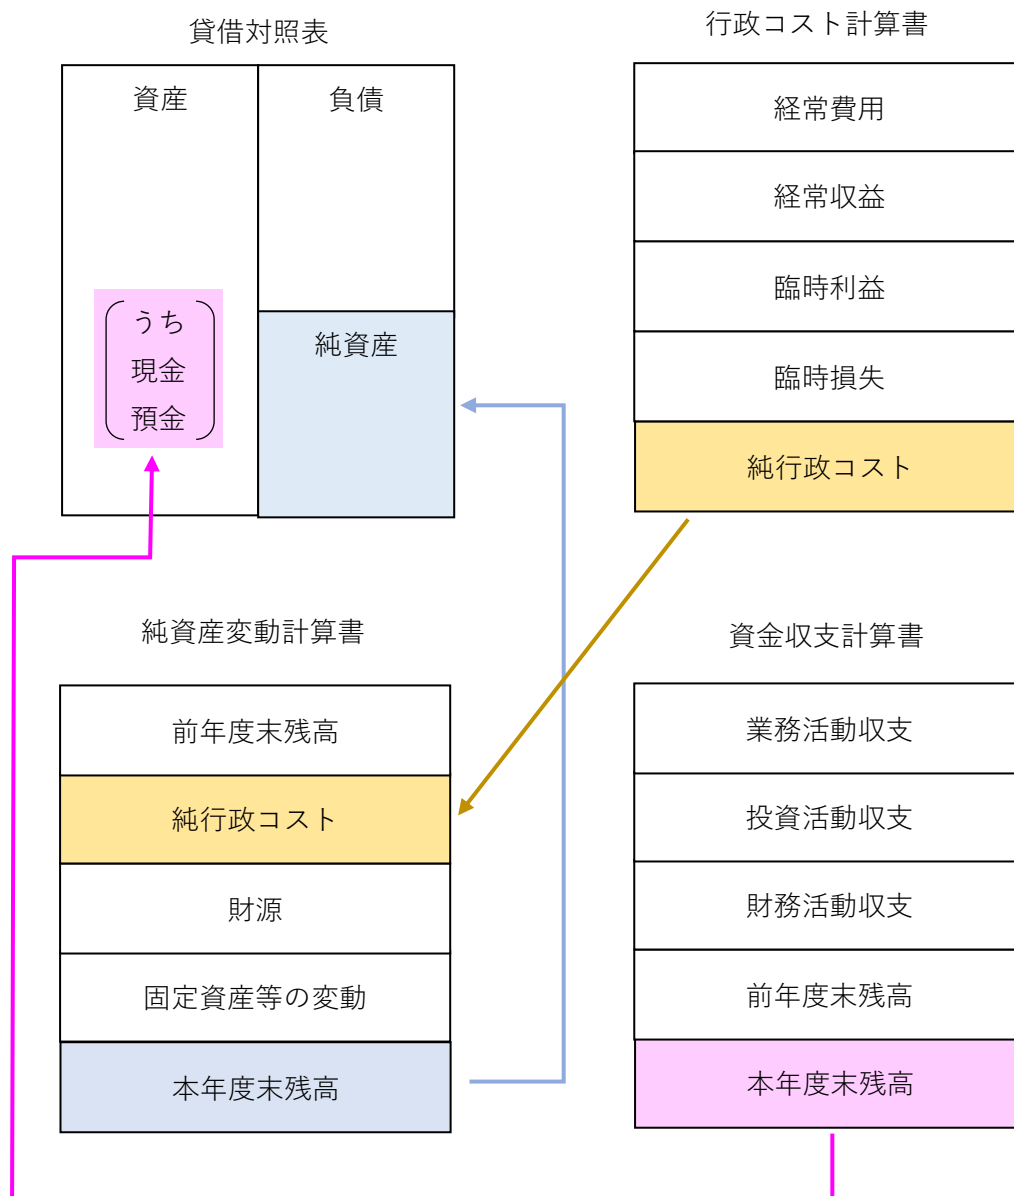 貸借対照表
資産
負債
うち
現金
預金
純資産
行政コスト計算書
経常費用
経常収益
臨時利益
臨時損失
純行政コスト
純資産変動計算書
前年度末残高
純行政コスト
財源
固定資産等の変動
本年度末残高
資金収支計算書
業務活動収支
投資活動収支
財務活動収支
前年度末残高
本年度末残高